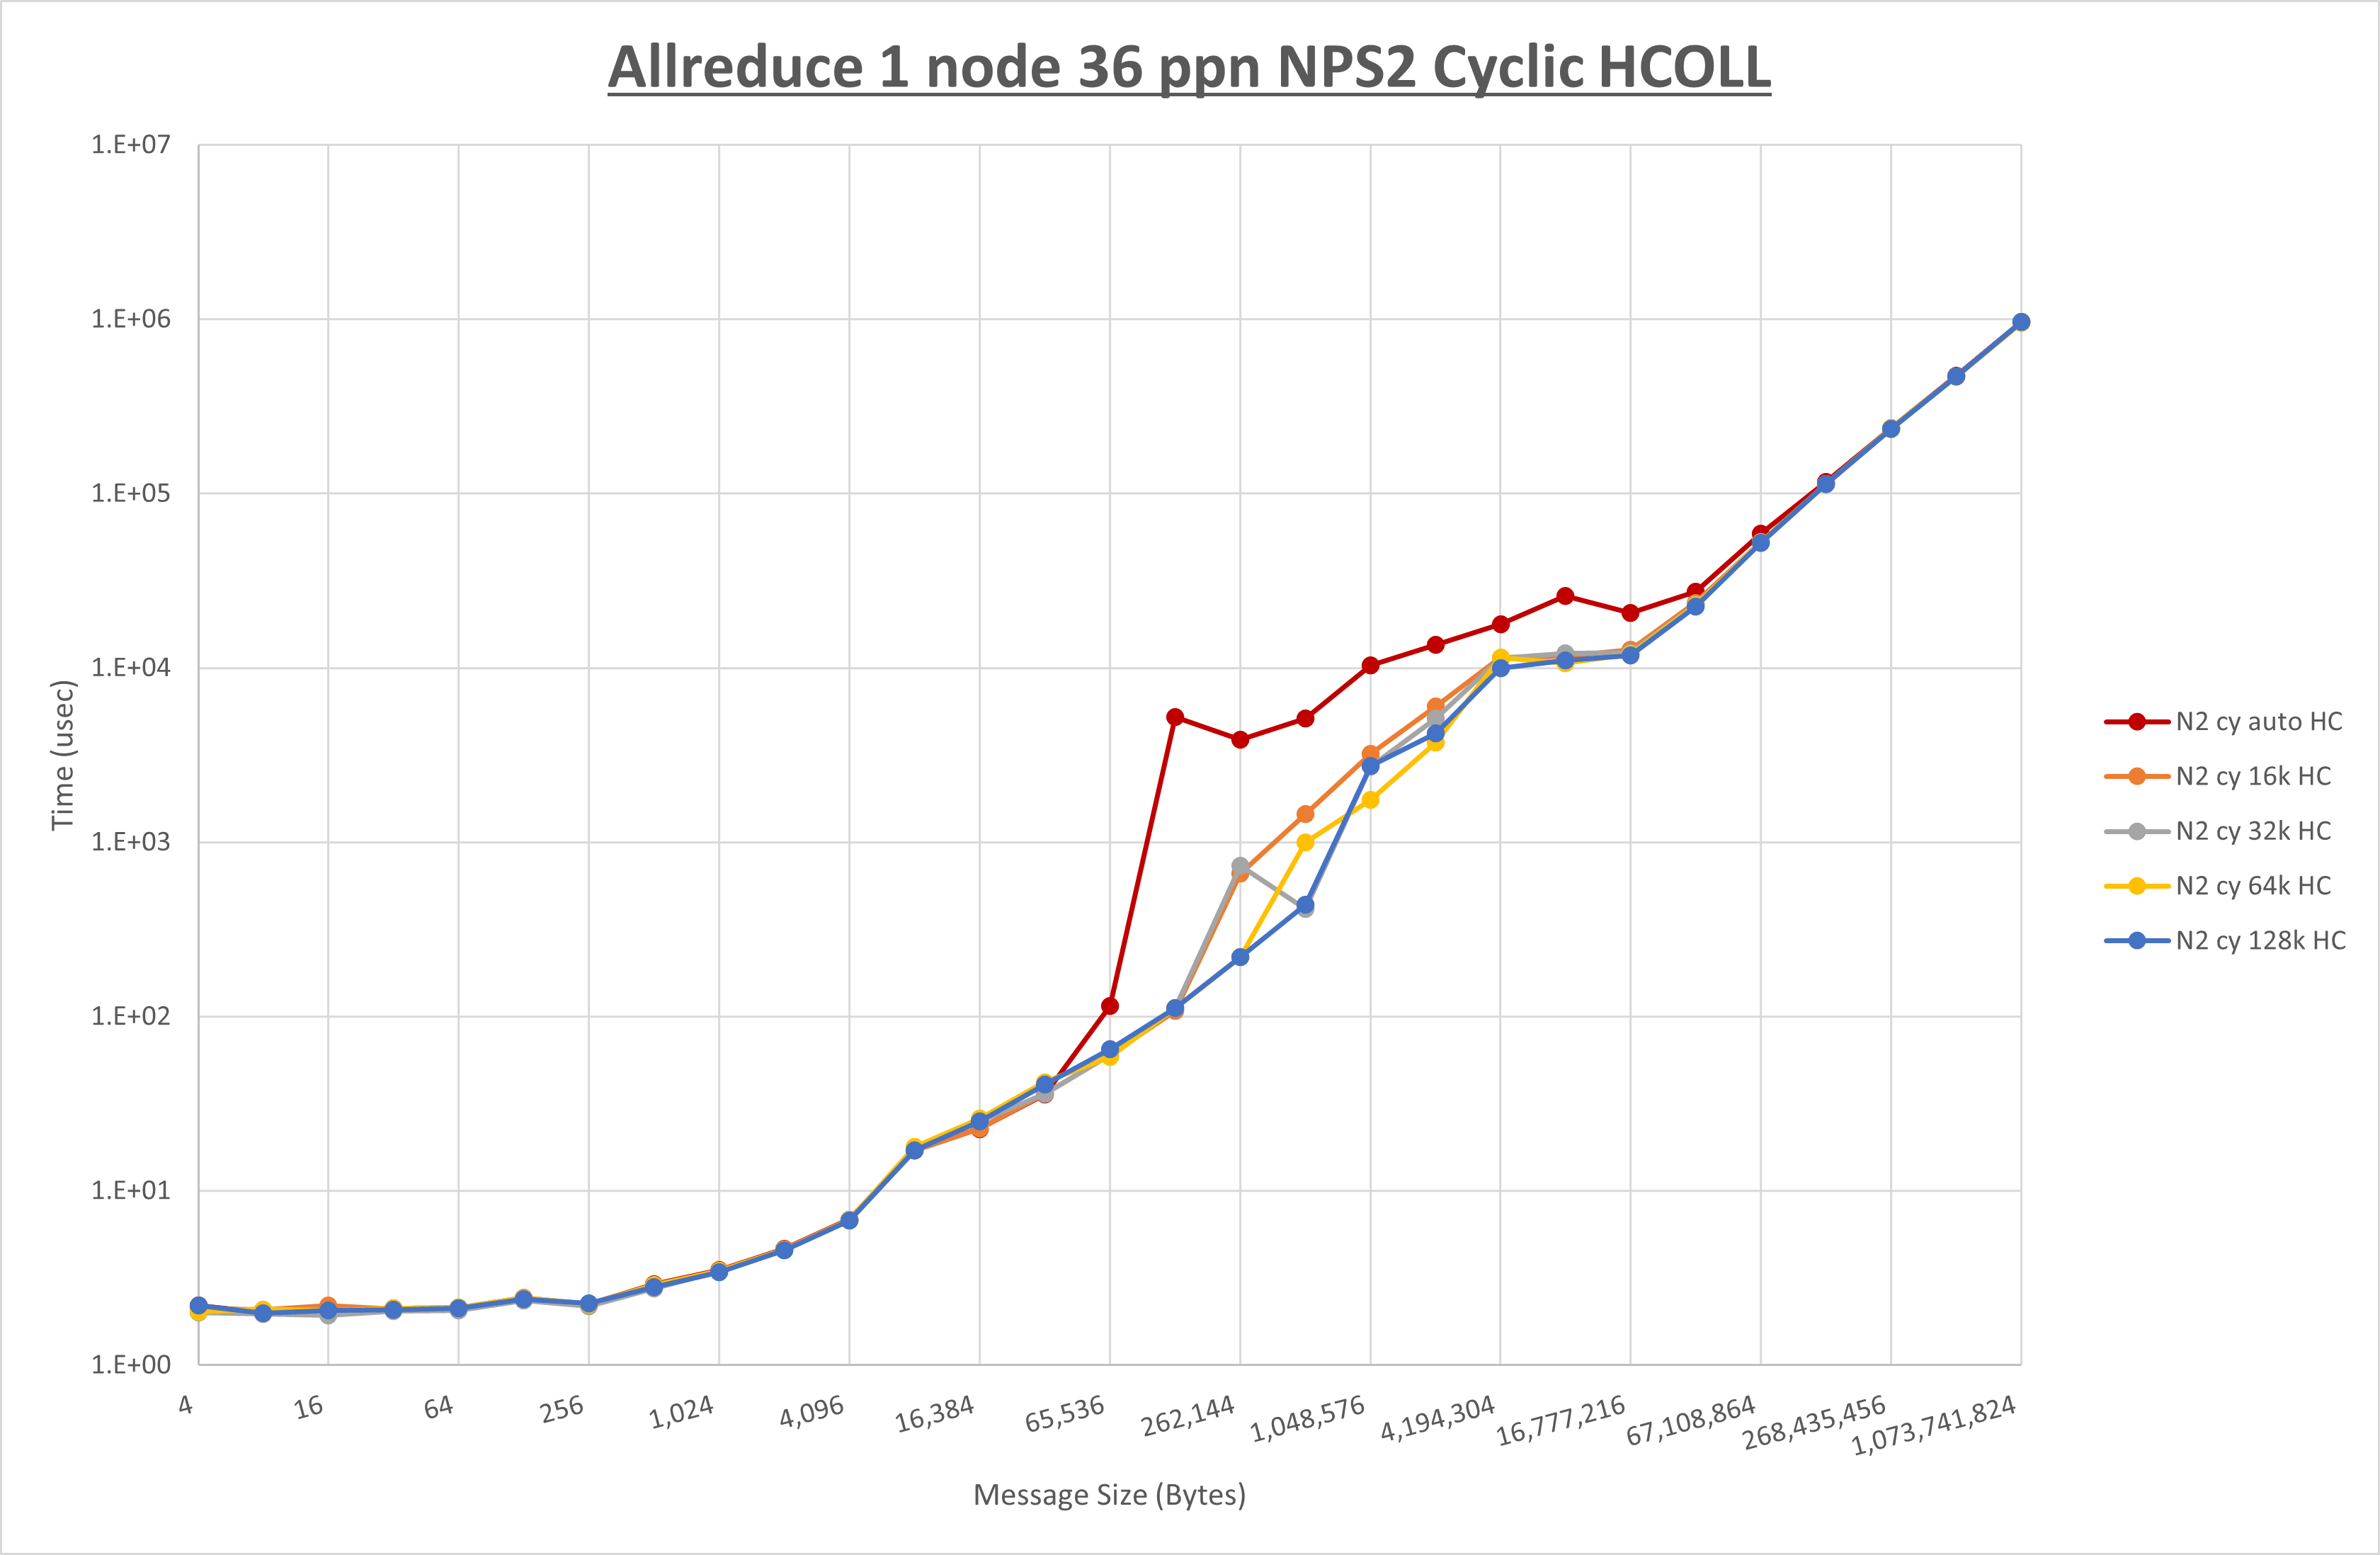 Allreduce 1 node 36 ppn NPS2 Cyclic HCOLL
1.E+07
1.E+06
1.E+05
1.E+04
1.E+03
1.E+02
1.E+01
1.E+00
Time (usec)
4
16
64
256
1,024
4,096
16,384
65,536
262,144
1,048,576
4,194,304
16,777,216
67,108,864
268,435,456
1,073,741,824
Message Size (Bytes)
N2 cy auto HC
N2 cy 16k HC
N2 cy 32k HC
N2 cy 64k HC
N2 cy 128k HC